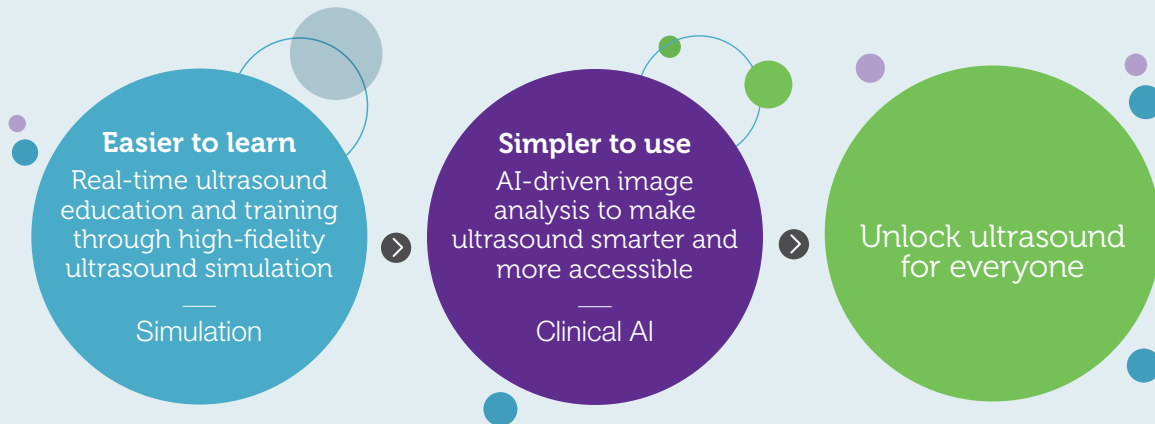 Easier to learn
Real-time ultrasound
education and training
through high-fidelity
ultrasound simulation
Simulation
Simpler to use
AI-driven image
analysis to make
ultrasound smarter and
more accessible
Clinical AI
Unlock ultrasound
for everyone